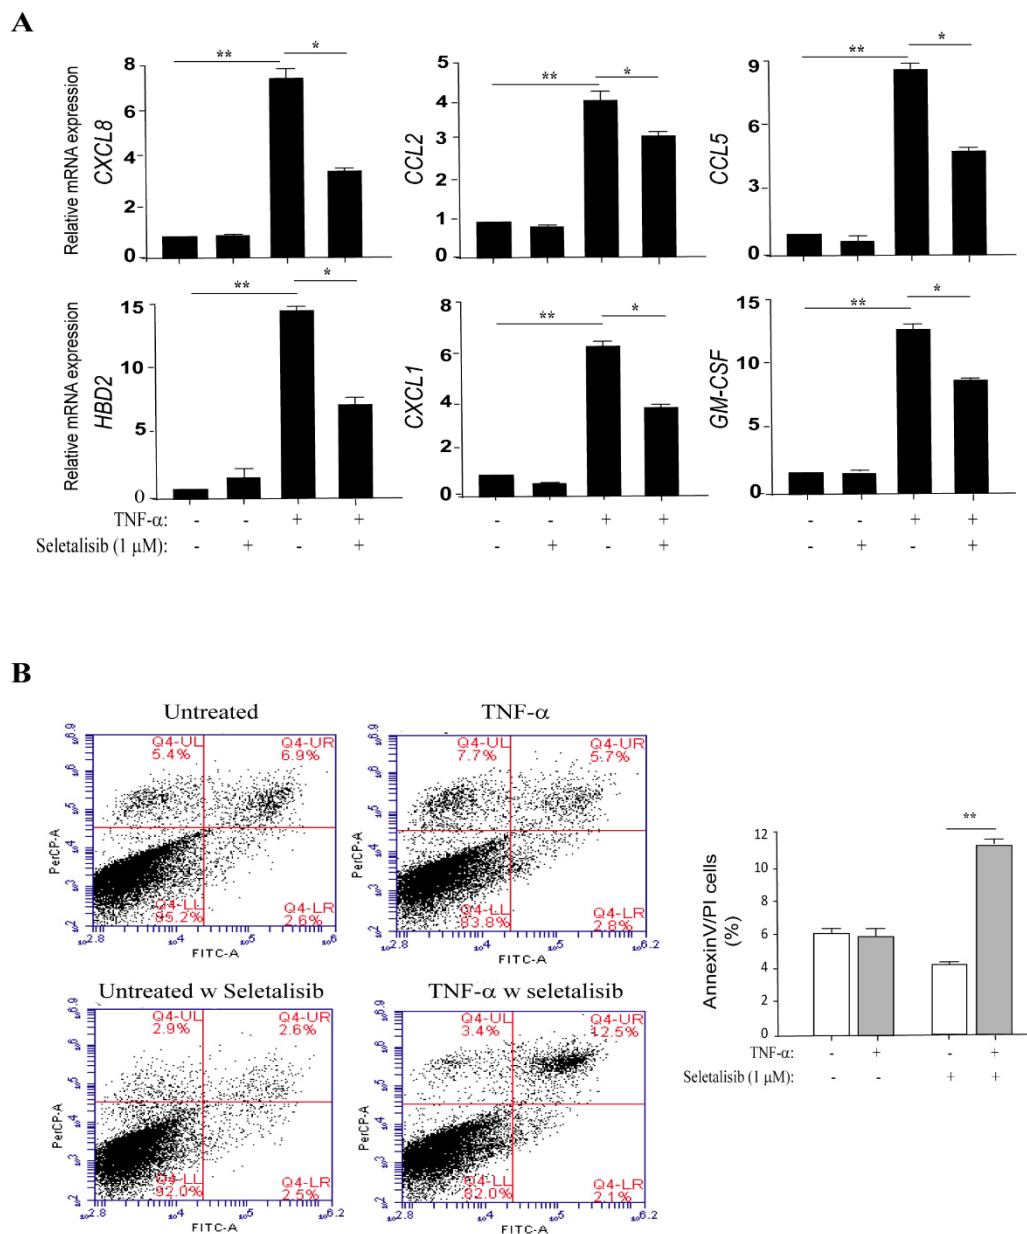 A
Relative mRNA expression
CXCL8
8
6
4
2
0
** *
CCL2
5
4
3
2
1
0
** *
CCL5
9
6
3
0
** *
Relative mRNA expression
HBD2
15
10
5
0
** *
CXCL1
8
6
4
2
0
** *
GM-CSF
15
10
5
0
** *
TNF-α: - - + + - - + + - - + +
Seletalisib (1 μM): - + - + - + - + - + - +
B
Untreated
Q4-UL
5.4%
Q4-UR
6.9%
Q4-LL
85.2%
Q4-LR
2.6%
PerCP-A
FITC-A
TNF-α
Q4-UL
7.7%
Q4-UR
5.7%
Q4-LL
83.8%
Q4-LR
2.8%
PerCP-A
FITC-A
Untreated w Seletalisib
Q4-UL
2.9%
Q4-UR
2.6%
Q4-LL
92.0%
Q4-LR
2.5%
PerCP-A
FITC-A
TNF-α w seletalisib
Q4-UL
3.4%
Q4-UR
12.5%
Q4-LL
82.0%
Q4-LR
2.1%
PerCP-A
FITC-A
AnnexinV/PI cells
(%)
12
10
8
6
4
2
0
**
TNF-α: - + - +
Seletalisib (1 μM): - - + +